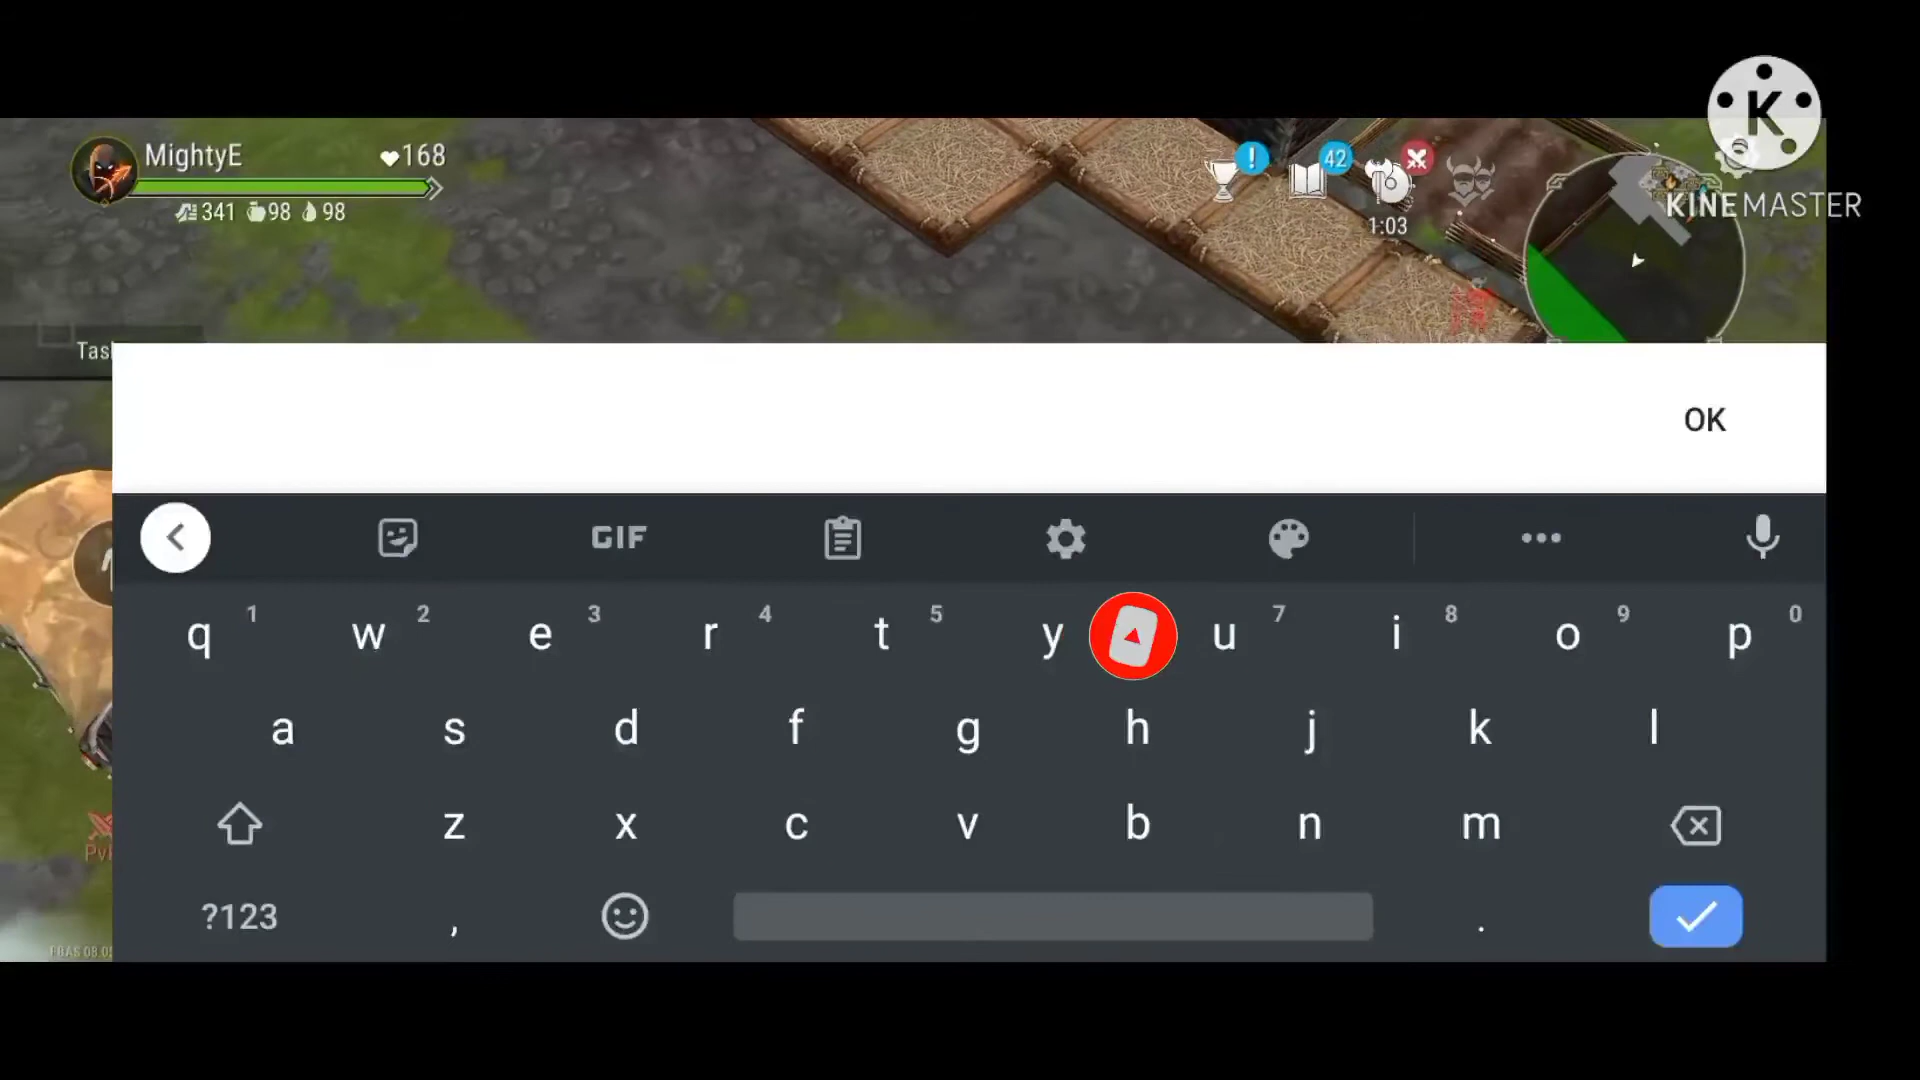 K
KINEMASTER
MightyE 168
341 98 98
! 42
1:03
Tas
OK
GIF
q 1 w 2 e 3 r 4 t 5 y u 7 i 8 o 9 p 0
a s d f g h j k l
z x c v b n m
?123 , .